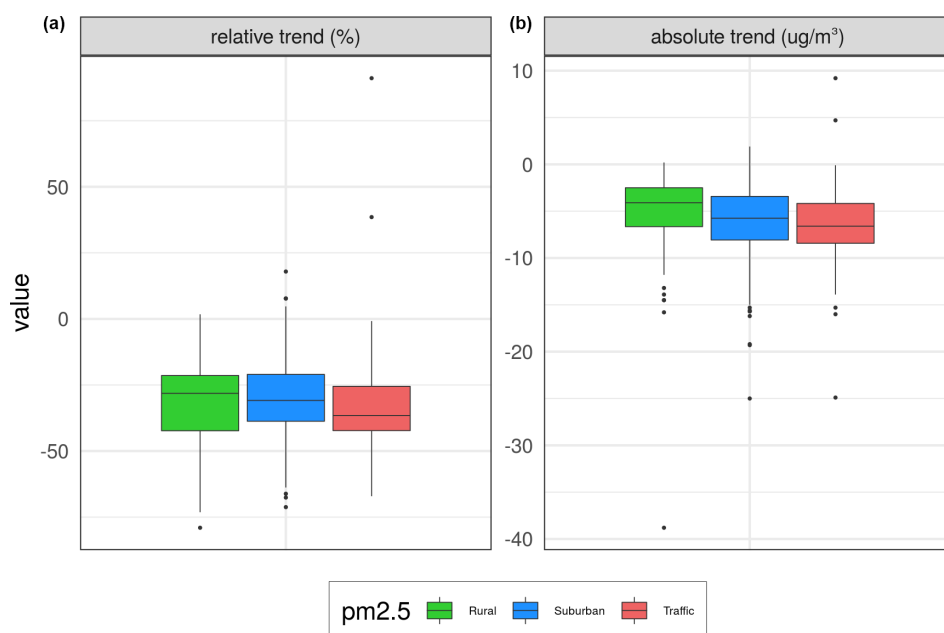 (a)
relative trend (%)
value
50
0
-50
(b)
absolute trend (ug/m³)
10
0
-10
-20
-30
-40
pm2.5 Rural Suburban Traffic